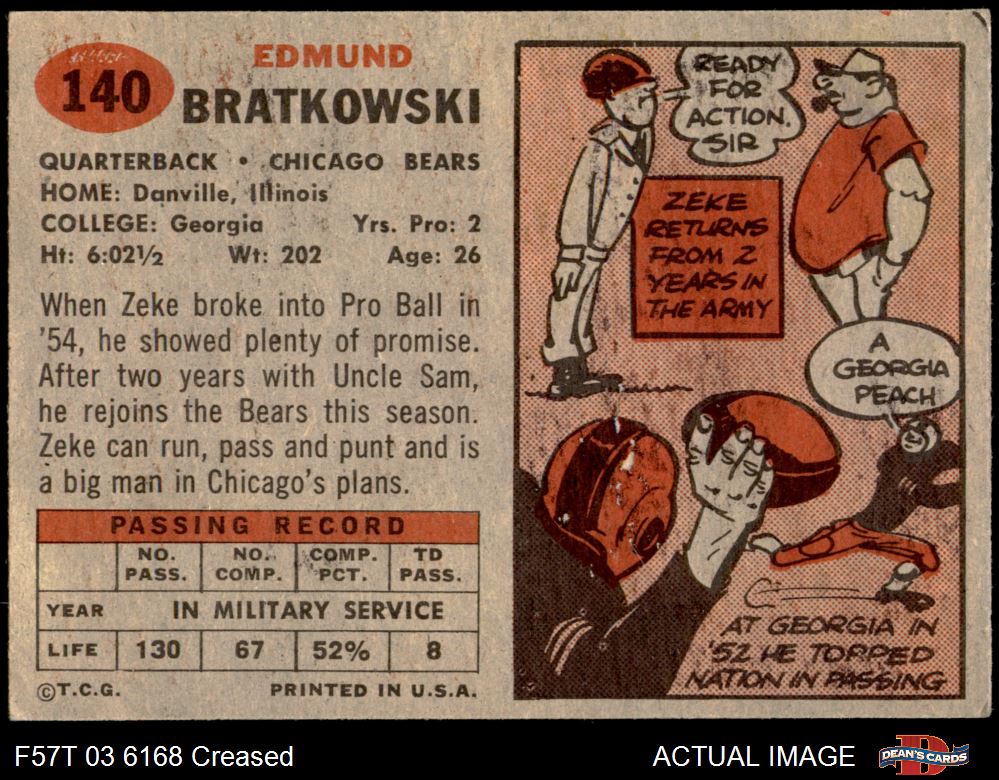 140
EDMUND
BRATKOWSKI
QUARTERBACK • CHICAGO BEARS
HOME: Danville, Illinois
COLLEGE: Georgia Yrs. Pro: 2
Ht: 6:02½ Wt: 202 Age: 26
When Zeke broke into Pro Ball in
'54, he showed plenty of promise.
After two years with Uncle Sam,
he rejoins the Bears this season.
Zeke can run, pass and punt and is
a big man in Chicago's plans.
PASSING RECORD
NO. PASS. NO. COMP. COMP. PCT. TD PASS.
YEAR IN MILITARY SERVICE
LIFE 130 67 52% 8
©T.C.G. PRINTED IN U.S.A.
READY
FOR
ACTION,
SIR
ZEKE
RETURNS
FROM 2
YEARS IN
THE ARMY
A
GEORGIA
PEACH
AT GEORGIA IN
'52 HE TOPPED
NATION IN PASSING
F57T 03 6168 Creased ACTUAL IMAGE
DEAN'S CARDS